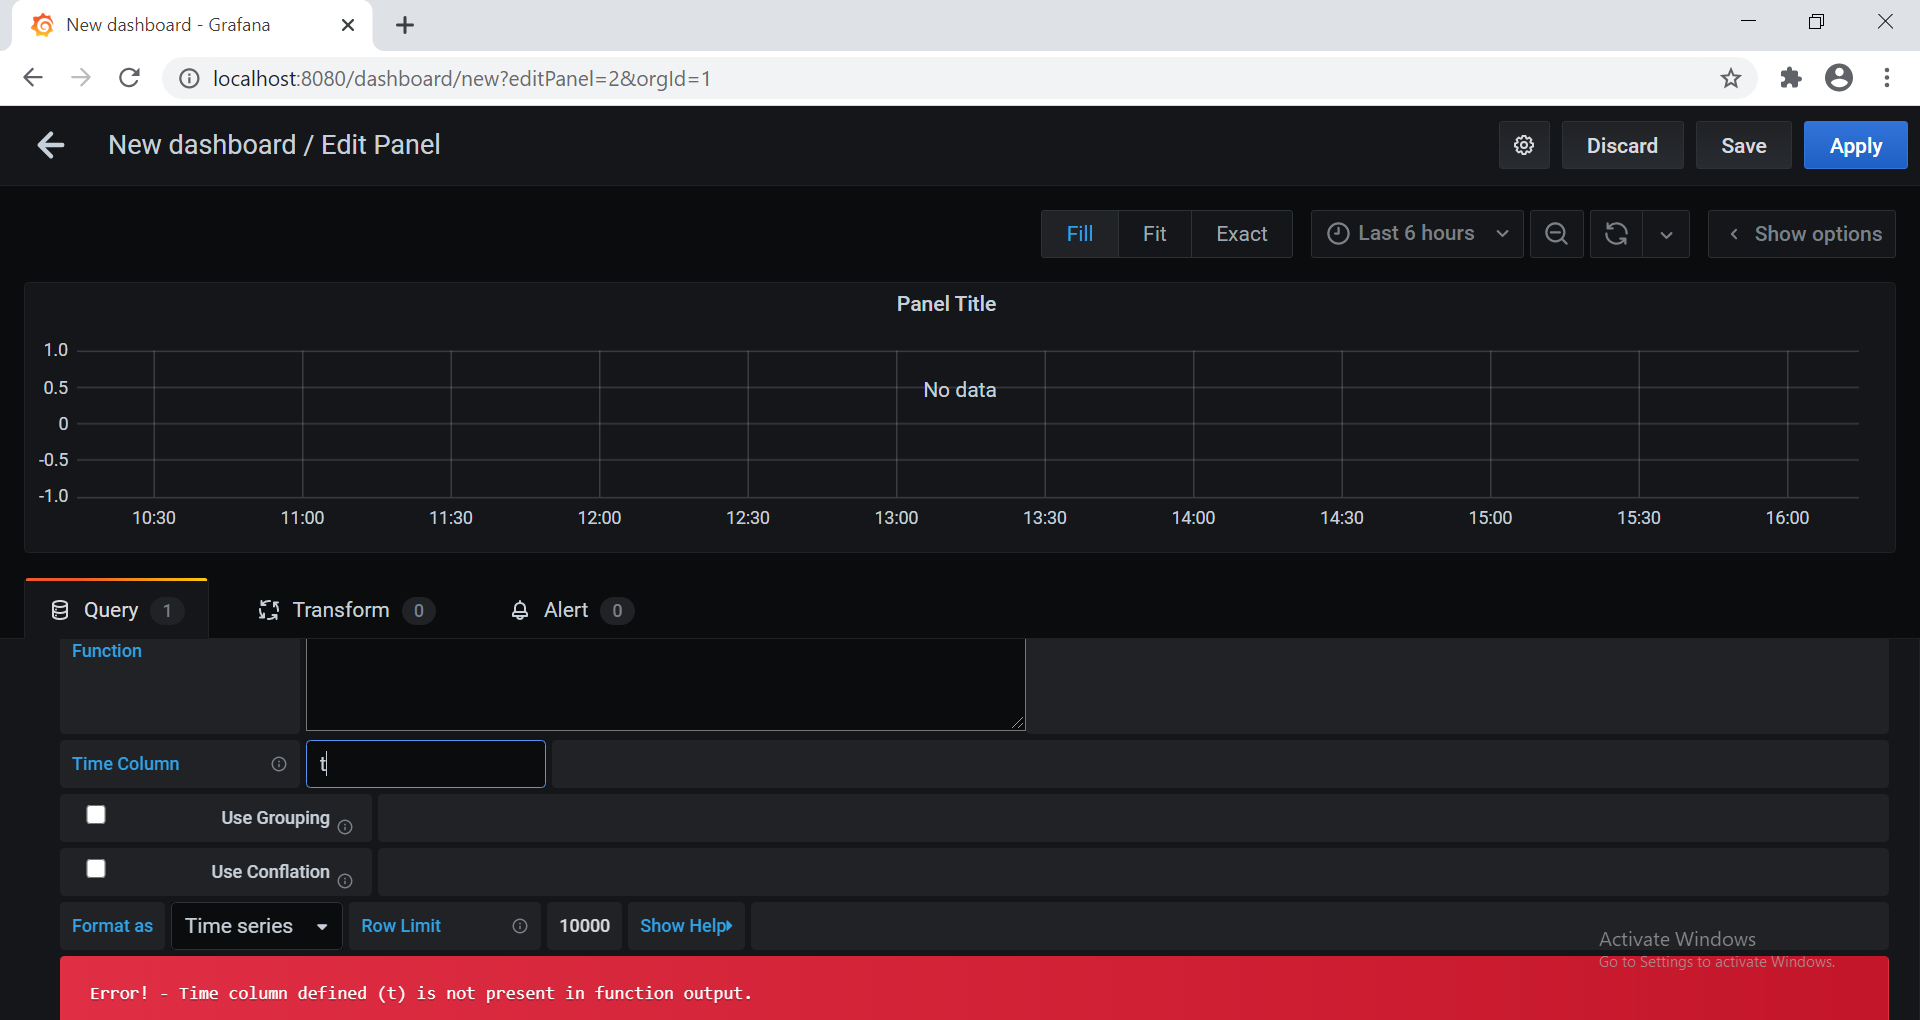 New dashboard - Grafana
localhost:8080/dashboard/new?editPanel=2&orgId=1
New dashboard / Edit Panel
Discard
Save
Apply
Fill
Fit
Exact
Last 6 hours
Show options
Panel Title
1.0
0.5
0
-0.5
-1.0
No data
10:30
11:00
11:30
12:00
12:30
13:00
13:30
14:00
14:30
15:00
15:30
16:00
Query 1
Transform 0
Alert 0
Function
Time Column
t
Use Grouping
Use Conflation
Format as
Time series
Row Limit
10000
Show Help
Activate Windows
Go to Settings to activate Windows.
Error! - Time column defined (t) is not present in function output.